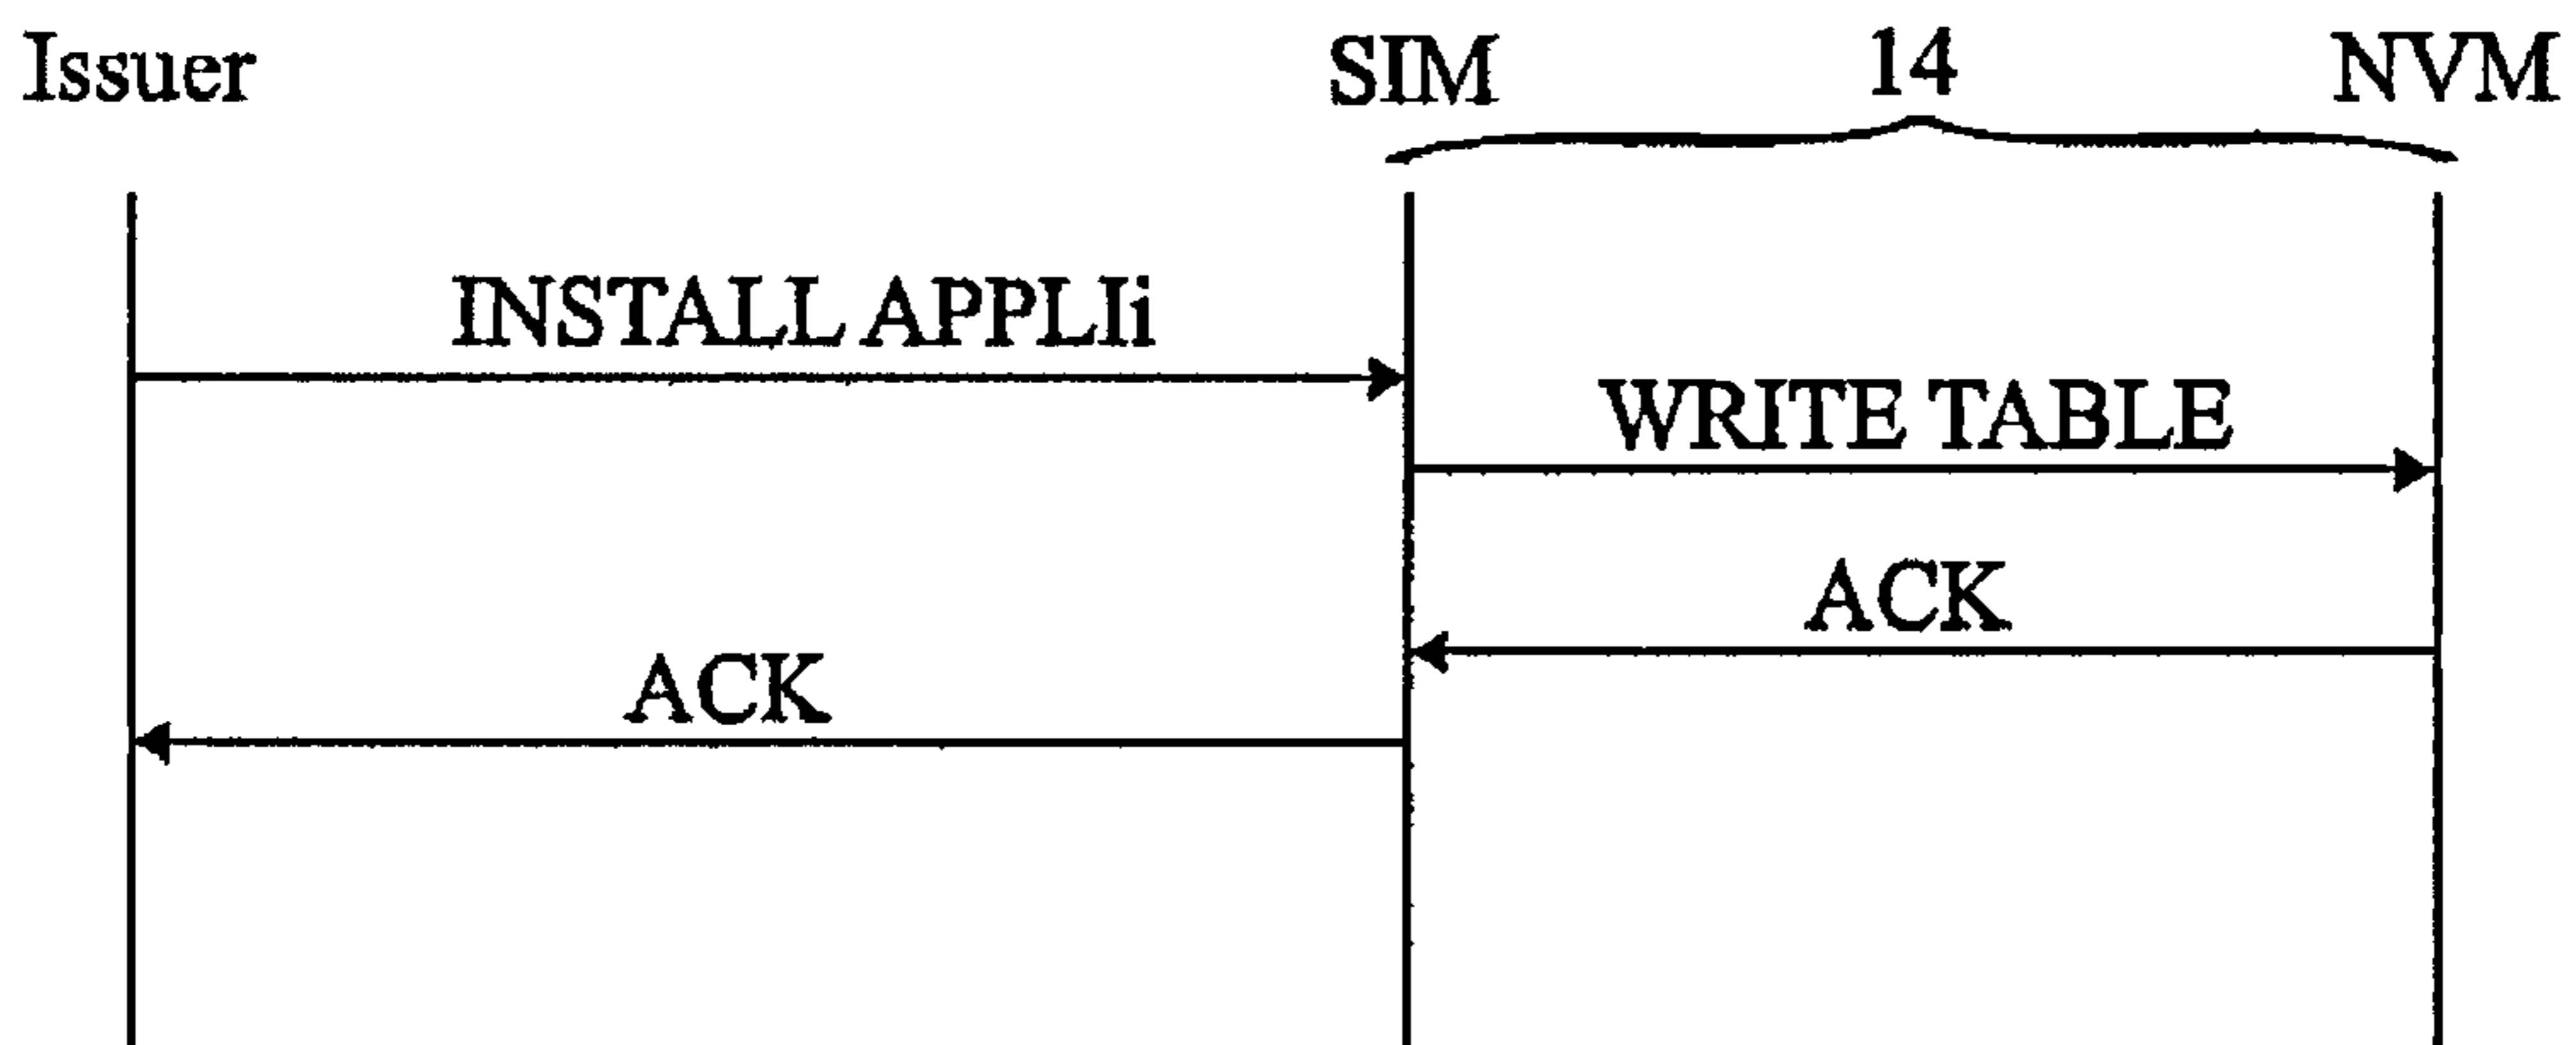 Issuer SIM 14 NVM
INSTALL APPLIi
WRITE TABLE
ACK
ACK